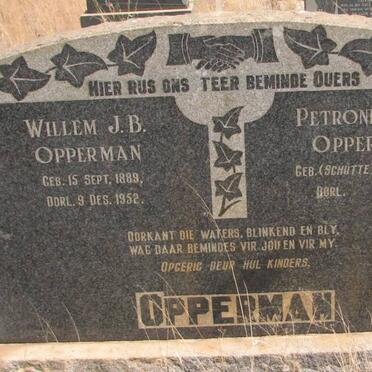 HIER RUS ONS TEER BEMINDE OUERS
WILLEM J.B.
OPPERMAN
GEB. 15 SEPT. 1889.
OORL. 9 DES. 1952.
PETRON
OPPER
GEB. (SCHÜTTE
OORL.
OORKANT DIE WATERS, BLINKEND EN BLY,
WAG DAAR BEMINDES VIR JOU EN VIR MY.
OPGERIG DEUR HUL KINDERS.
OPPERMAN